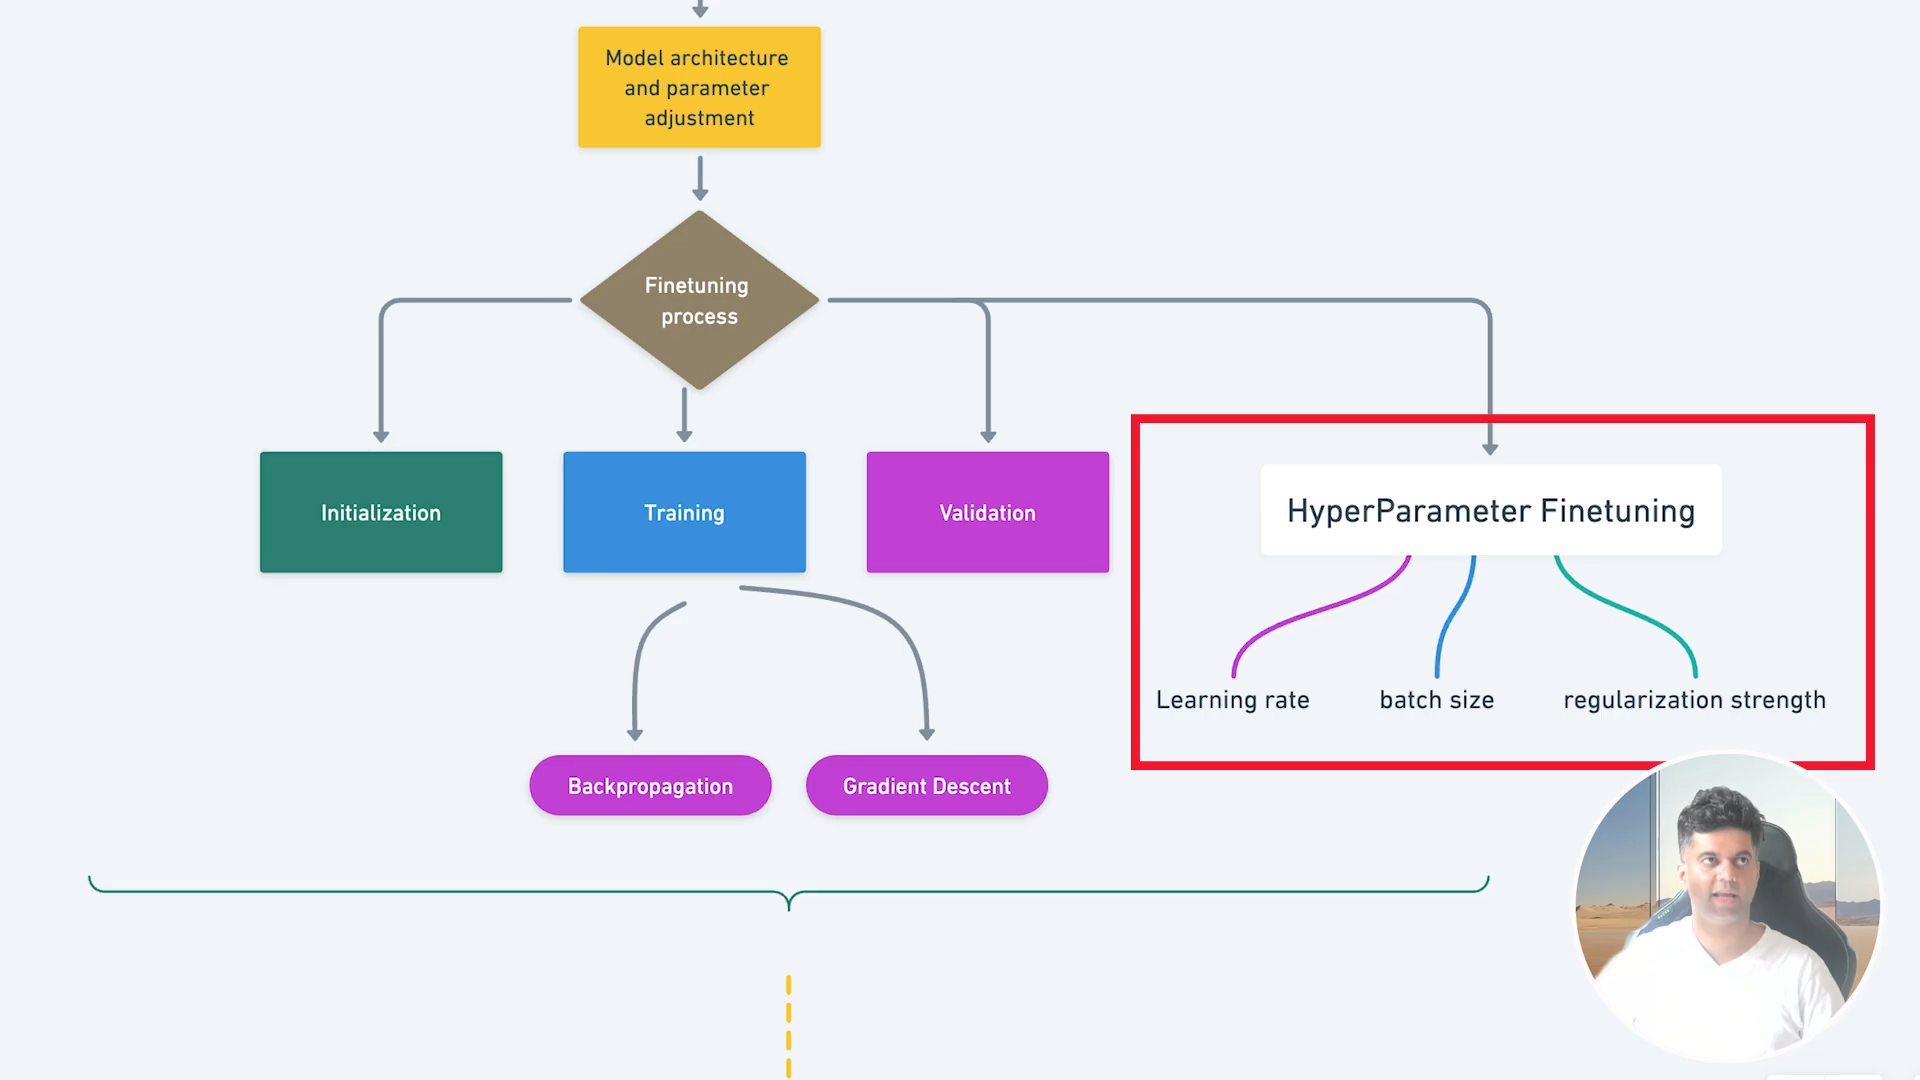 Model architecture
and parameter
adjustment
Finetuning
process
Initialization
Training
Validation
HyperParameter Finetuning
Learning rate
batch size
regularization strength
Backpropagation
Gradient Descent